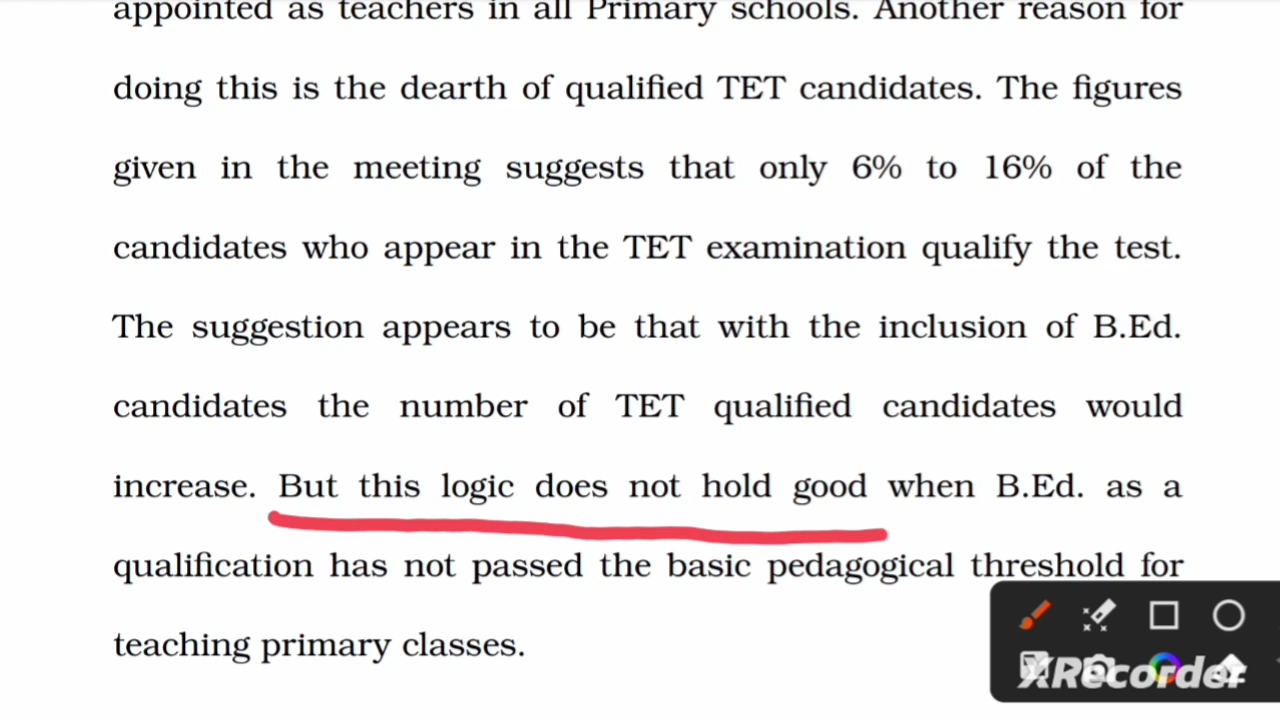 appointed as teachers in all Primary schools. Another reason for
doing this is the dearth of qualified TET candidates. The figures
given in the meeting suggests that only 6% to 16% of the
candidates who appear in the TET examination qualify the test.
The suggestion appears to be that with the inclusion of B.Ed.
candidates the number of TET qualified candidates would
increase. But this logic does not hold good when B.Ed. as a
qualification has not passed the basic pedagogical threshold for
teaching primary classes.
XRecorder